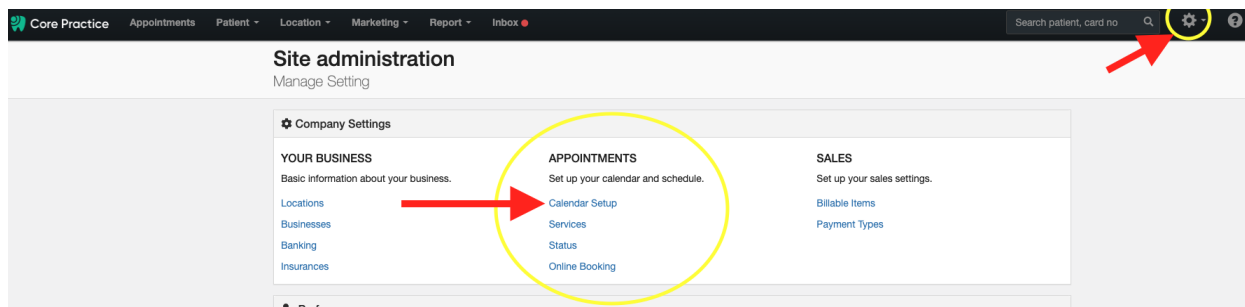 Core Practice Appointments Patient Location Marketing Report Inbox Search patient, card no
Site administration
Manage Setting
Company Settings
YOUR BUSINESS
Basic information about your business.
Locations
Businesses
Banking
Insurances
APPOINTMENTS
Set up your calendar and schedule.
Calendar Setup
Services
Status
Online Booking
SALES
Set up your sales settings.
Billable Items
Payment Types